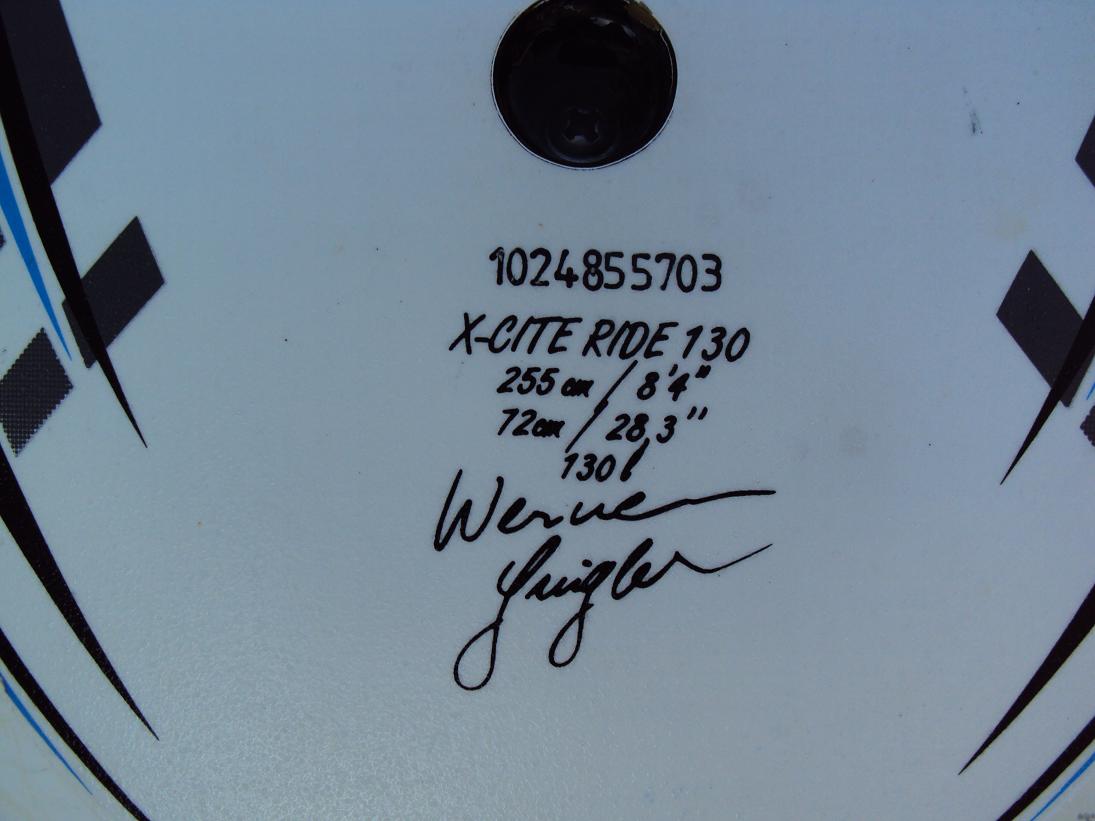 1024855703
X-CITE RIDE 130
255 cm / 8'4"
72cm / 28,3"
130 l
Werner
Gnigler